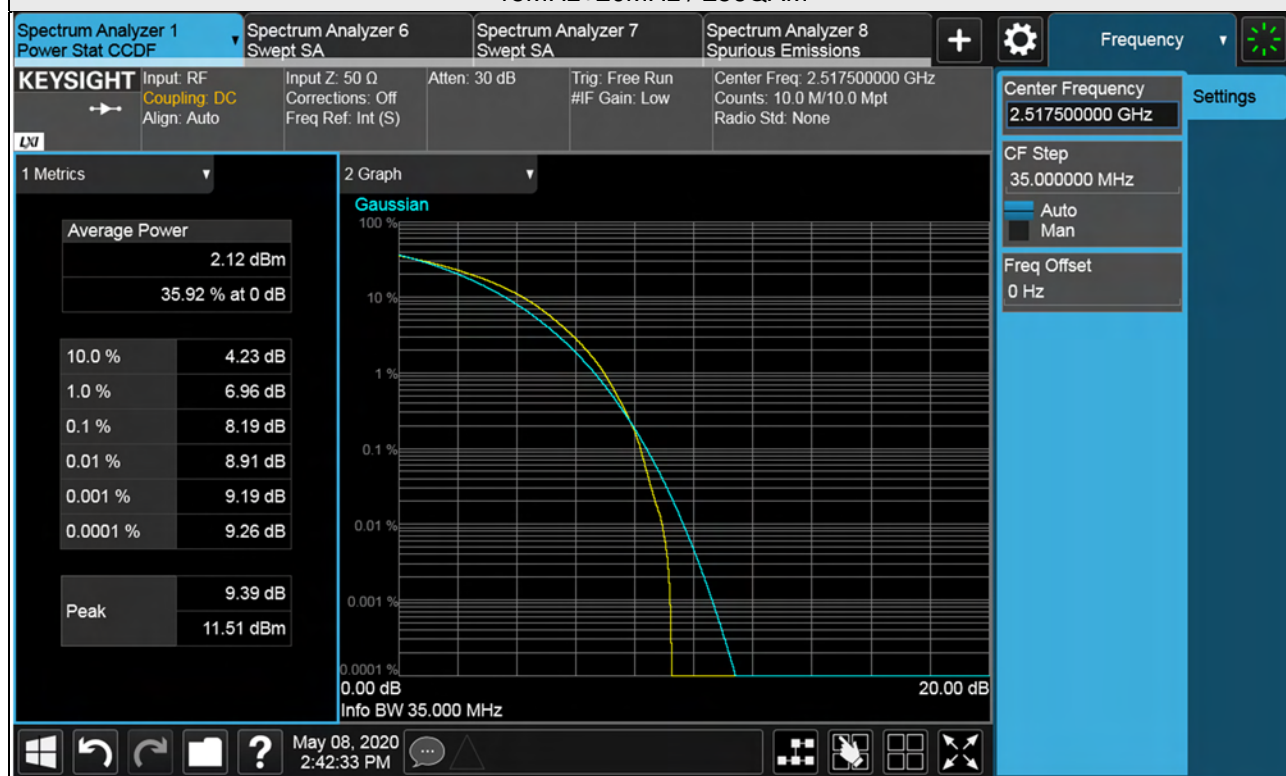 Spectrum Analyzer 1
Power Stat CCDF
Spectrum Analyzer 6
Swept SA
Spectrum Analyzer 7
Swept SA
Spectrum Analyzer 8
Spurious Emissions
Frequency
KEYSIGHT
LXI
Input: RF
Coupling: DC
Align: Auto
Input Z: 50 Ω
Corrections: Off
Freq Ref: Int (S)
Atten: 30 dB
Trig: Free Run
#IF Gain: Low
Center Freq: 2.517500000 GHz
Counts: 10.0 M/10.0 Mpt
Radio Std: None
Center Frequency
2.517500000 GHz
Settings
CF Step
35.000000 MHz
Auto
Man
Freq Offset
0 Hz
1 Metrics
Average Power
2.12 dBm
35.92 % at 0 dB
10.0 % 4.23 dB
1.0 % 6.96 dB
0.1 % 8.19 dB
0.01 % 8.91 dB
0.001 % 9.19 dB
0.0001 % 9.26 dB
Peak
9.39 dB
11.51 dBm
2 Graph
Gaussian
100 %
10 %
1 %
0.1 %
0.01 %
0.001 %
0.0001 %
0.00 dB
20.00 dB
Info BW 35.000 MHz
?
May 08, 2020
2:42:33 PM